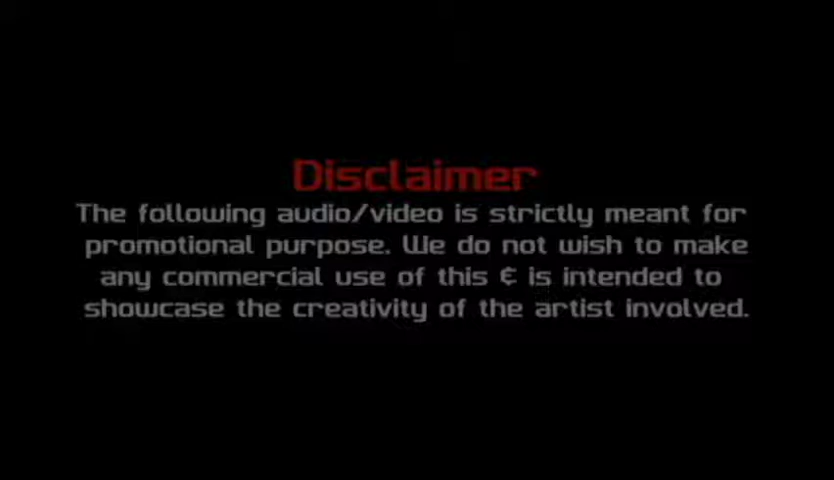 Disclaimer
The following audio/video is strictly meant for
promotional purpose. We do not wish to make
any commercial use of this & is intended to
showcase the creativity of the artist involved.